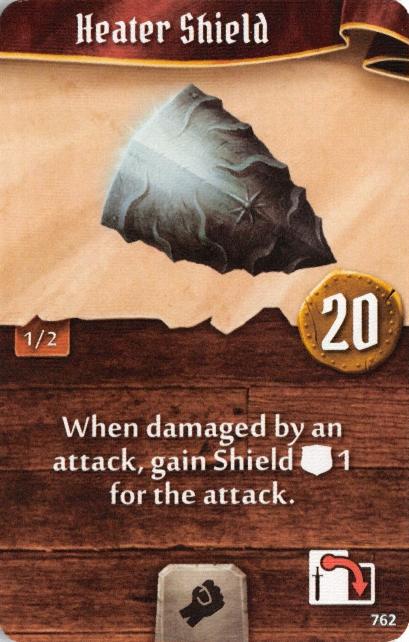 Heater Shield
20
1/2
When damaged by an
attack, gain Shield 1
for the attack.
762